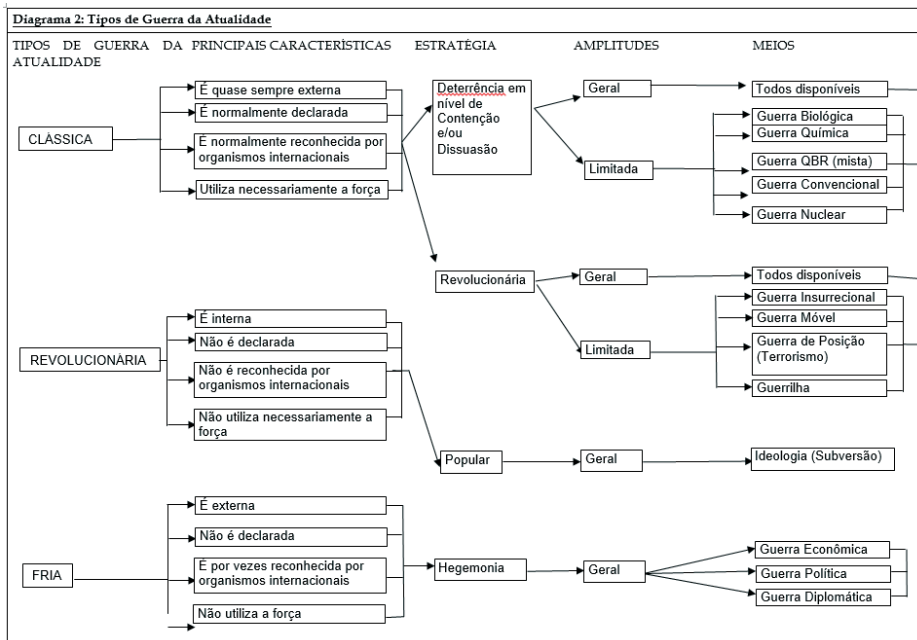 Diagrama 2: Tipos de Guerra da Atualidade
TIPOS DE GUERRA DA
ATUALIDADE
PRINCIPAIS CARACTERÍSTICAS
ESTRATÉGIA
AMPLITUDES
MEIOS
CLÁSSICA
É quase sempre externa
É normalmente declarada
É normalmente reconhecida por
organismos internacionais
Utiliza necessariamente a força
Deterrência em
nível de
Contenção
e/ou
Dissuasão
Geral
Limitada
Todos disponíveis
Guerra Biológica
Guerra Química
Guerra QBR (mista)
Guerra Convencional
Guerra Nuclear
Revolucionária
Geral
Limitada
Todos disponíveis
Guerra Insurrecional
Guerra Móvel
Guerra de Posição
(Terrorismo)
Guerrilha
REVOLUCIONÁRIA
É interna
Não é declarada
Não é reconhecida por
organismos internacionais
Não utiliza necessariamente a
força
Popular
Geral
Ideologia (Subversão)
FRIA
É externa
Não é declarada
É por vezes reconhecida por
organismos internacionais
Não utiliza a força
Hegemonia
Geral
Guerra Econômica
Guerra Política
Guerra Diplomática